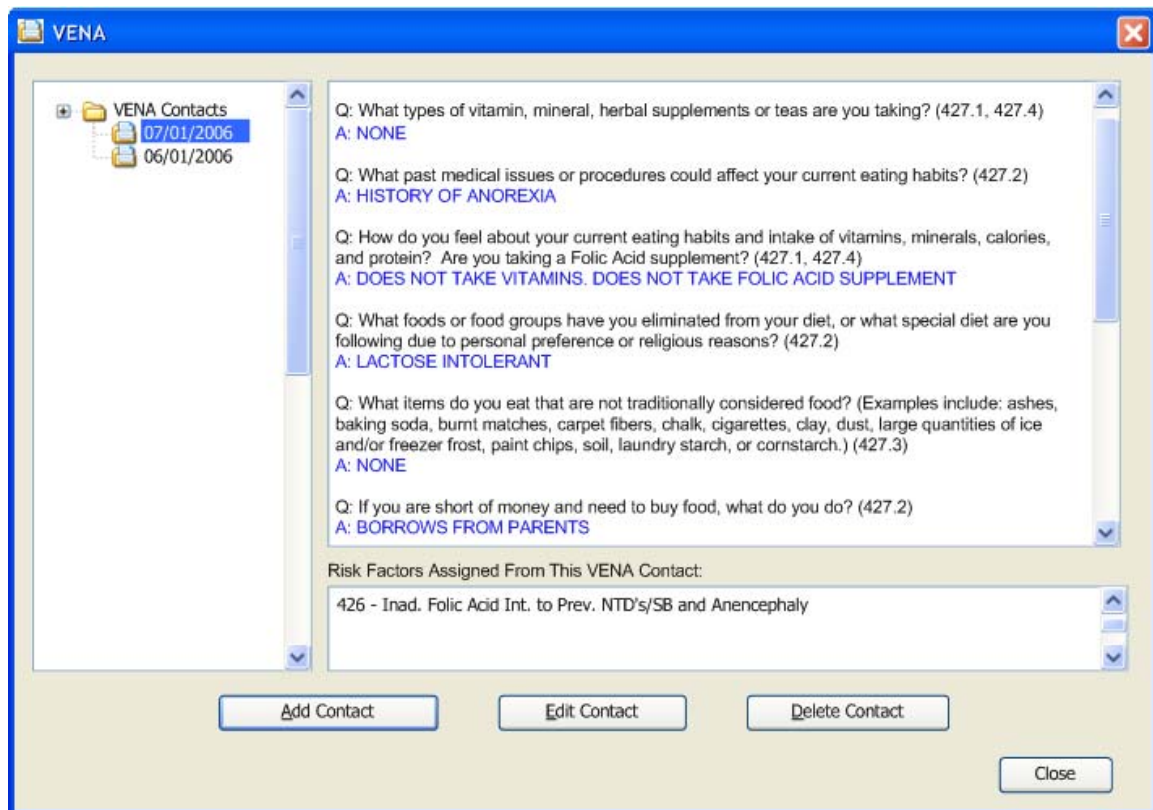 VENA
VENA Contacts
07/01/2006
06/01/2006
Q: What types of vitamin, mineral, herbal supplements or teas are you taking? (427.1, 427.4)
A: NONE
Q: What past medical issues or procedures could affect your current eating habits? (427.2)
A: HISTORY OF ANOREXIA
Q: How do you feel about your current eating habits and intake of vitamins, minerals, calories,
and protein? Are you taking a Folic Acid supplement? (427.1, 427.4)
A: DOES NOT TAKE VITAMINS. DOES NOT TAKE FOLIC ACID SUPPLEMENT
Q: What foods or food groups have you eliminated from your diet, or what special diet are you
following due to personal preference or religious reasons? (427.2)
A: LACTOSE INTOLERANT
Q: What items do you eat that are not traditionally considered food? (Examples include: ashes,
baking soda, burnt matches, carpet fibers, chalk, cigarettes, clay, dust, large quantities of ice
and/or freezer frost, paint chips, soil, laundry starch, or cornstarch.) (427.3)
A: NONE
Q: If you are short of money and need to buy food, what do you do? (427.2)
A: BORROWS FROM PARENTS
Risk Factors Assigned From This VENA Contact:
426 - Inad. Folic Acid Int. to Prev. NTD's/SB and Anencephaly
Add Contact
Edit Contact
Delete Contact
Close